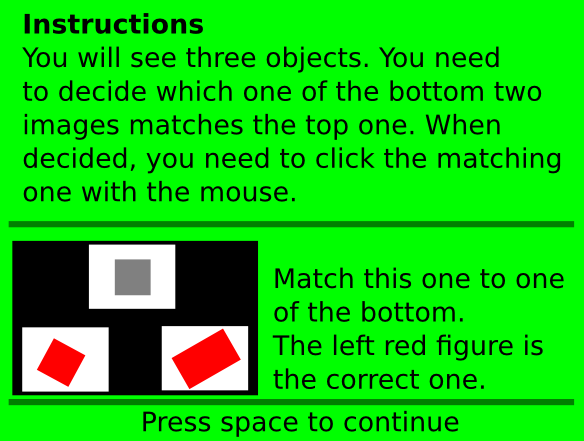 Instructions
You will see three objects. You need
to decide which one of the bottom two
images matches the top one. When
decided, you need to click the matching
one with the mouse.
Match this one to one
of the bottom.
The left red figure is
the correct one.
Press space to continue